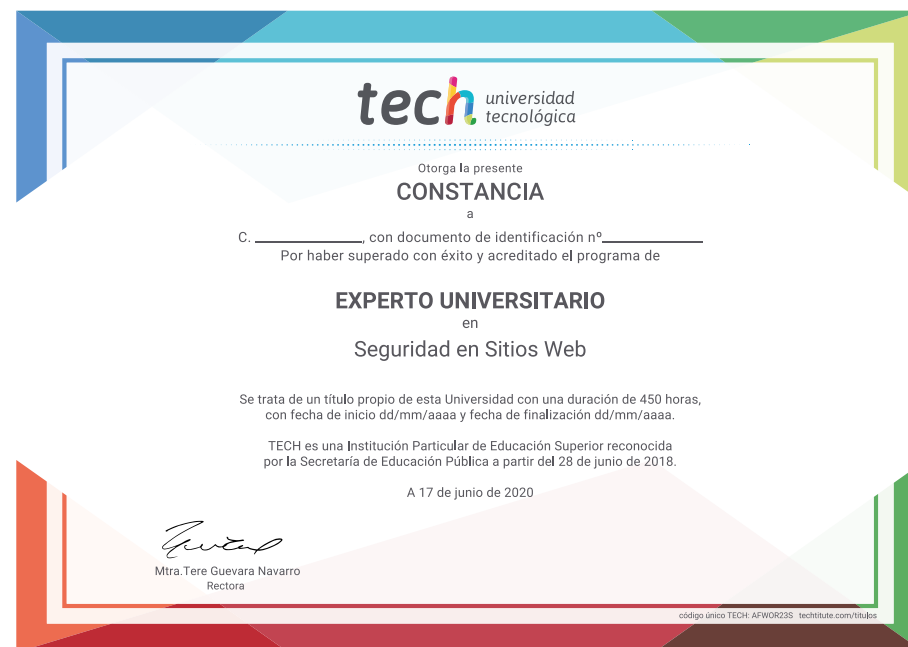 tech universidad
tecnológica
Otorga la presente
CONSTANCIA
a
C. ____________, con documento de identificación nº____________
Por haber superado con éxito y acreditado el programa de
EXPERTO UNIVERSITARIO
en
Seguridad en Sitios Web
Se trata de un título propio de esta Universidad con una duración de 450 horas,
con fecha de inicio dd/mm/aaaa y fecha de finalización dd/mm/aaaa.
TECH es una Institución Particular de Educación Superior reconocida
por la Secretaría de Educación Pública a partir del 28 de junio de 2018.
A 17 de junio de 2020
Mtra.Tere Guevara Navarro
Rectora
código único TECH: AFWOR23S techtitute.com/titulos